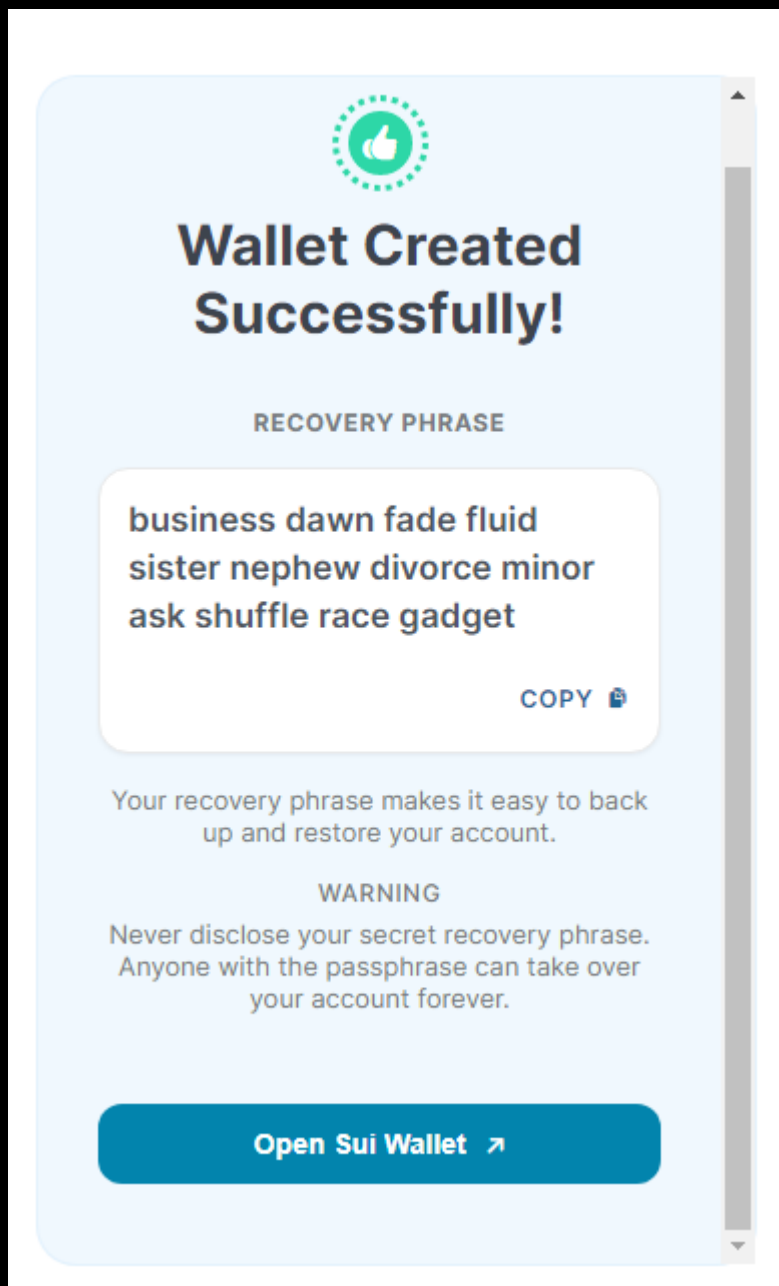 Wallet Created
Successfully!
RECOVERY PHRASE
business dawn fade fluid
sister nephew divorce minor
ask shuffle race gadget
COPY
Your recovery phrase makes it easy to back
up and restore your account.
WARNING
Never disclose your secret recovery phrase.
Anyone with the passphrase can take over
your account forever.
Open Sui Wallet